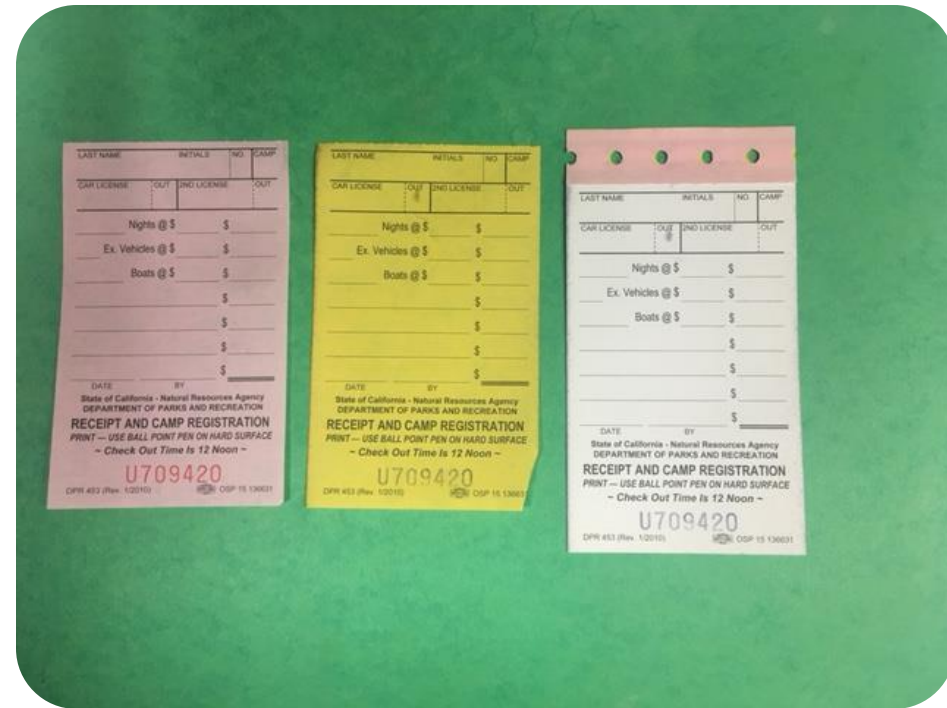 LAST NAME INITIALS NO. CAMP
CAR LICENSE OUT 2ND LICENSE OUT
Nights @ $ $
Ex. Vehicles @ $ $
Boats @ $ $
$
$
$
$
DATE BY
State of California - Natural Resources Agency
DEPARTMENT OF PARKS AND RECREATION
RECEIPT AND CAMP REGISTRATION
PRINT — USE BALL POINT PEN ON HARD SURFACE
~ Check Out Time Is 12 Noon ~
U709420
DPR 453 (Rev. 1/2010) OSP 15 136631
LAST NAME INITIALS NO. CAMP
CAR LICENSE OUT 2ND LICENSE OUT
Nights @ $ $
Ex. Vehicles @ $ $
Boats @ $ $
$
$
$
$
DATE BY
State of California - Natural Resources Agency
DEPARTMENT OF PARKS AND RECREATION
RECEIPT AND CAMP REGISTRATION
PRINT — USE BALL POINT PEN ON HARD SURFACE
~ Check Out Time Is 12 Noon ~
U709420
DPR 453 (Rev. 1/2010) OSP 15 13663
LAST NAME INITIALS NO. CAMP
CAR LICENSE OUT 2ND LICENSE OUT
Nights @ $ $
Ex. Vehicles @ $ $
Boats @ $ $
$
$
$
$
DATE BY
State of California - Natural Resources Agency
DEPARTMENT OF PARKS AND RECREATION
RECEIPT AND CAMP REGISTRATION
PRINT — USE BALL POINT PEN ON HARD SURFACE
~ Check Out Time Is 12 Noon ~
U709420
DPR 453 (Rev. 1/2010) OSP 15 136631